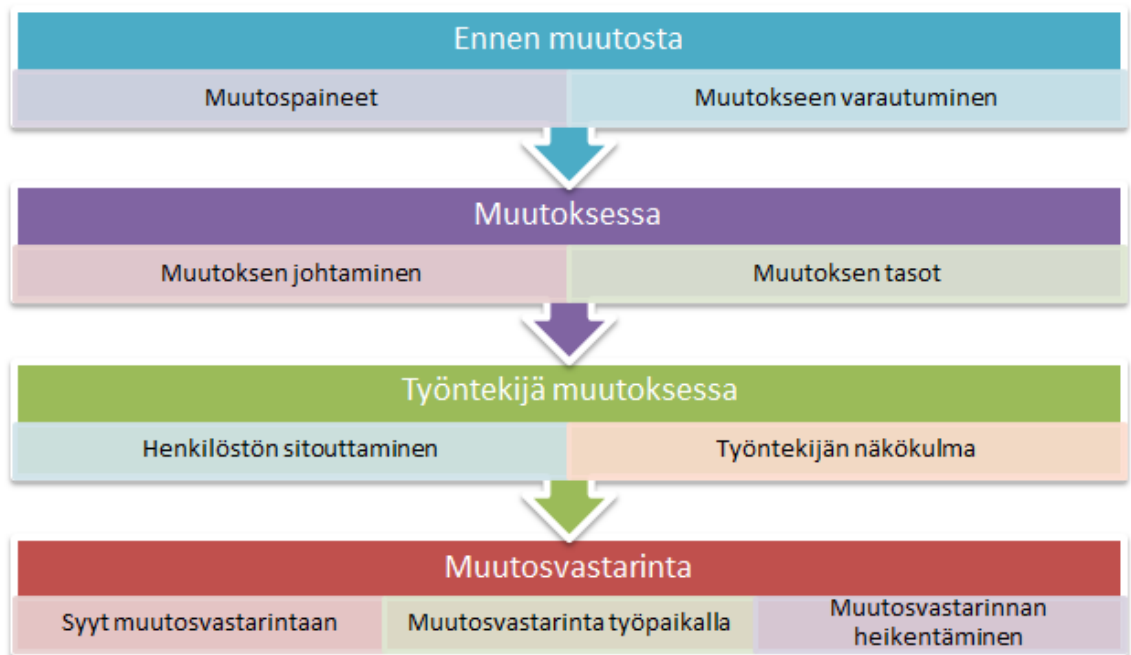 Ennen muutosta
Muutospaineet
Muutokseen varautuminen
Muutoksessa
Muutoksen johtaminen
Muutoksen tasot
Työntekijä muutoksessa
Henkilöstön sitouttaminen
Työntekijän näkökulma
Muutosvastarinta
Syyt muutosvastarintaan
Muutosvastarinta työpaikalla
Muutosvastarinnan
heikentäminen